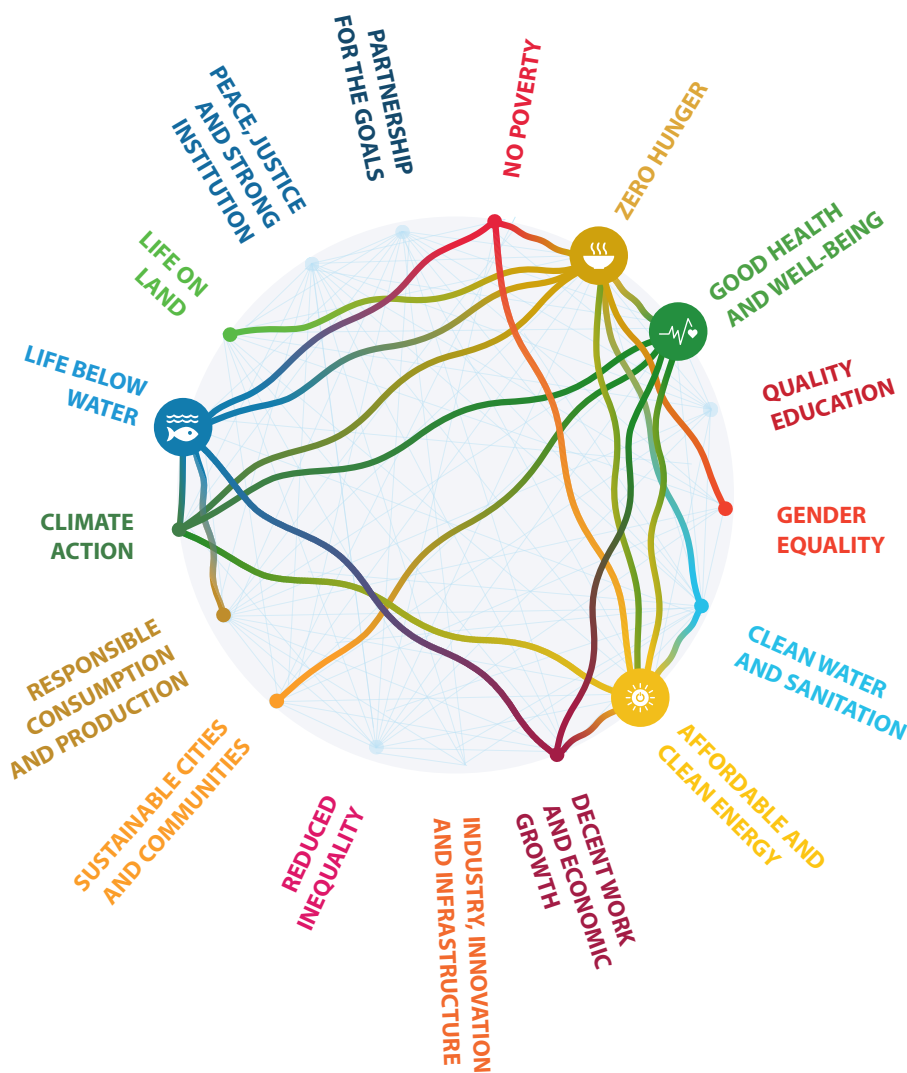 NO POVERTY
ZERO HUNGER
GOOD HEALTH
AND WELL-BEING
QUALITY
EDUCATION
GENDER
EQUALITY
CLEAN WATER
AND SANITATION
AFFORDABLE AND
CLEAN ENERGY
DECENT WORK
AND ECONOMIC
GROWTH
INDUSTRY, INNOVATION
AND INFRASTRUCTURE
REDUCED
INEQUALITY
SUSTAINABLE CITIES
AND COMMUNITIES
RESPONSIBLE
CONSUMPTION
AND PRODUCTION
CLIMATE
ACTION
LIFE BELOW
WATER
LIFE ON
LAND
PEACE, JUSTICE
AND STRONG
INSTITUTION
PARTNERSHIP
FOR THE GOALS